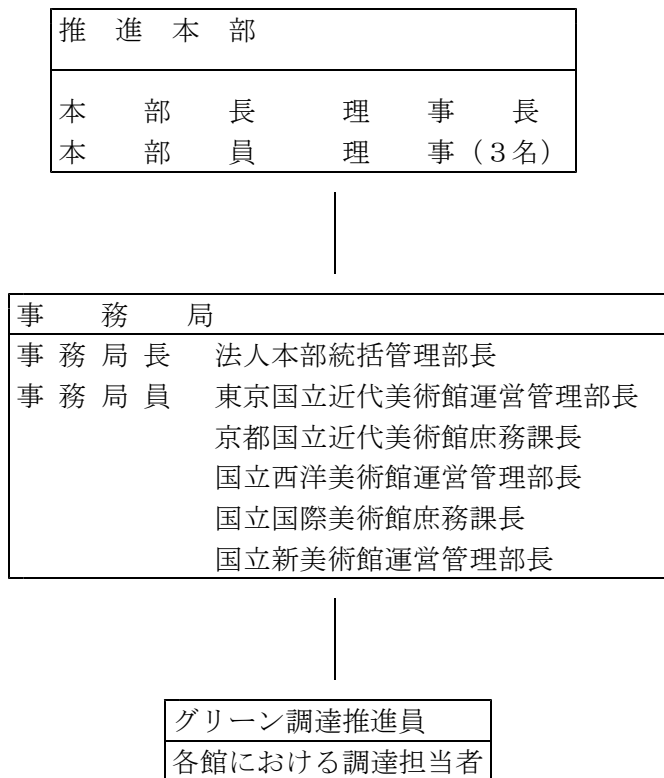 推進本部
本部長 理事長
本部員 理事(3名)
事務局
事務局長 法人本部統括管理部長
事務局員 東京国立近代美術館運営管理部長
京都国立近代美術館庶務課長
国立西洋美術館運営管理部長
国立国際美術館庶務課長
国立新美術館運営管理部長
グリーン調達推進員
各館における調達担当者